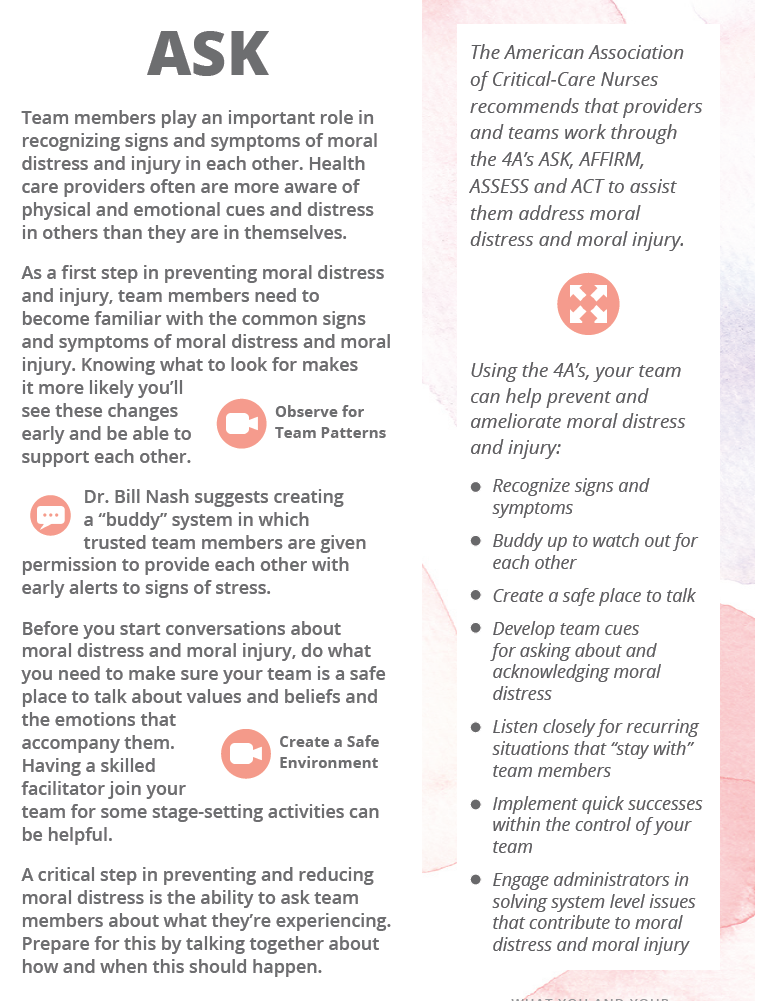 ASK
Team members play an important role in
recognizing signs and symptoms of moral
distress and injury in each other. Health
care providers often are more aware of
physical and emotional cues and distress
in others than they are in themselves.
As a first step in preventing moral distress
and injury, team members need to
become familiar with the common signs
and symptoms of moral distress and moral
injury. Knowing what to look for makes
it more likely you’ll
see these changes
early and be able to
support each other.
Observe for
Team Patterns
Dr. Bill Nash suggests creating
a “buddy” system in which
trusted team members are given
permission to provide each other with
early alerts to signs of stress.
Before you start conversations about
moral distress and moral injury, do what
you need to make sure your team is a safe
place to talk about values and beliefs and
the emotions that
accompany them.
Having a skilled
facilitator join your
team for some stage-setting activities can
be helpful.
Create a Safe
Environment
A critical step in preventing and reducing
moral distress is the ability to ask team
members about what they’re experiencing.
Prepare for this by talking together about
how and when this should happen.
The American Association
of Critical-Care Nurses
recommends that providers
and teams work through
the 4A’s ASK, AFFIRM,
ASSESS and ACT to assist
them address moral
distress and moral injury.
Using the 4A’s, your team
can help prevent and
ameliorate moral distress
and injury:
● Recognize signs and
symptoms
● Buddy up to watch out for
each other
● Create a safe place to talk
● Develop team cues
for asking about and
acknowledging moral
distress
● Listen closely for recurring
situations that “stay with”
team members
● Implement quick successes
within the control of your
team
● Engage administrators in
solving system level issues
that contribute to moral
distress and moral injury
WHAT YOU AND YOUR